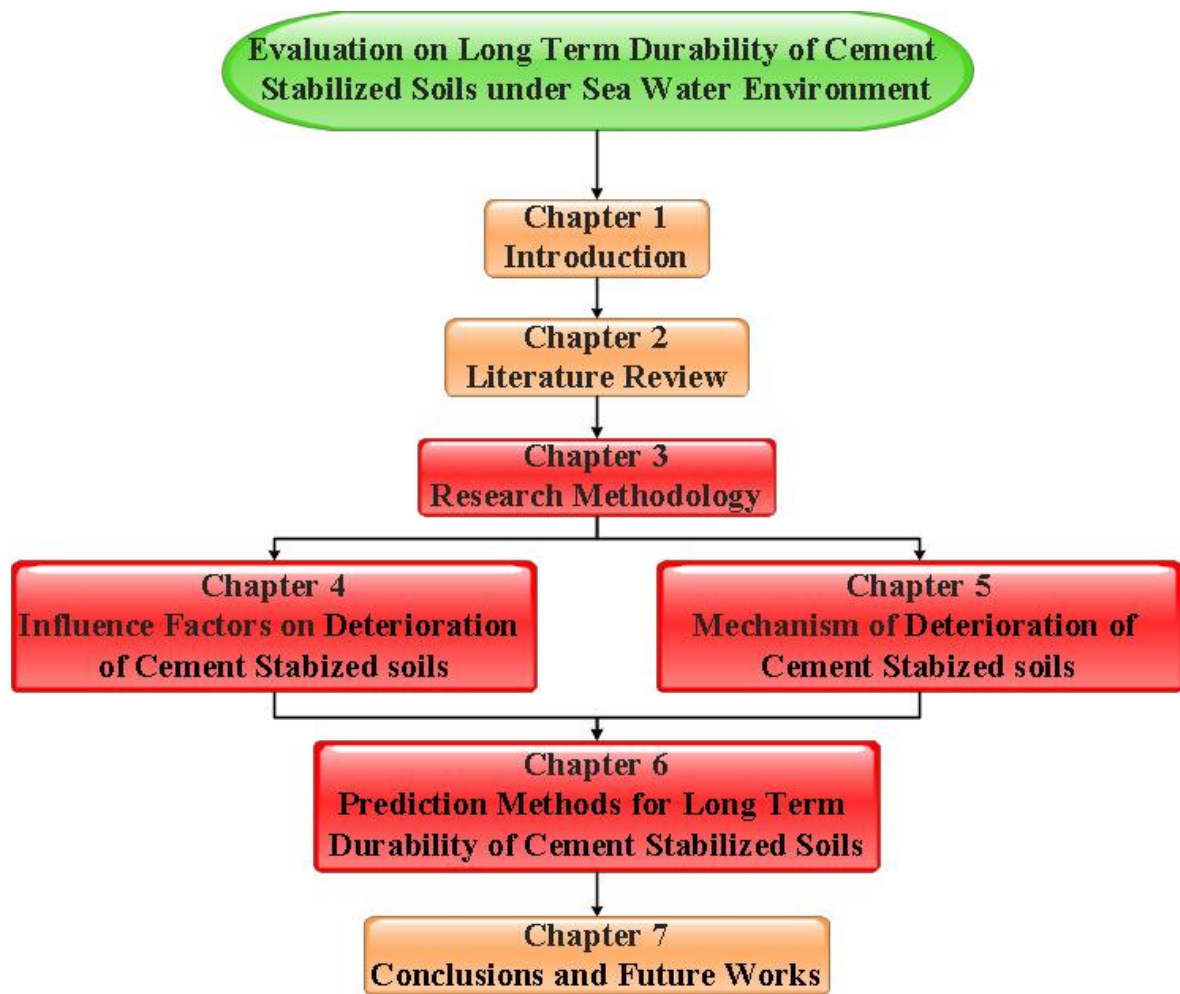 Evaluation on Long Term Durability of Cement
Stabilized Soils under Sea Water Environment
Chapter 1
Introduction
Chapter 2
Literature Review
Chapter 3
Research Methodology
Chapter 4
Influence Factors on Deterioration
of Cement Stabized soils
Chapter 5
Mechanism of Deterioration of
Cement Stabized soils
Chapter 6
Prediction Methods for Long Term
Durability of Cement Stabilized Soils
Chapter 7
Conclusions and Future Works